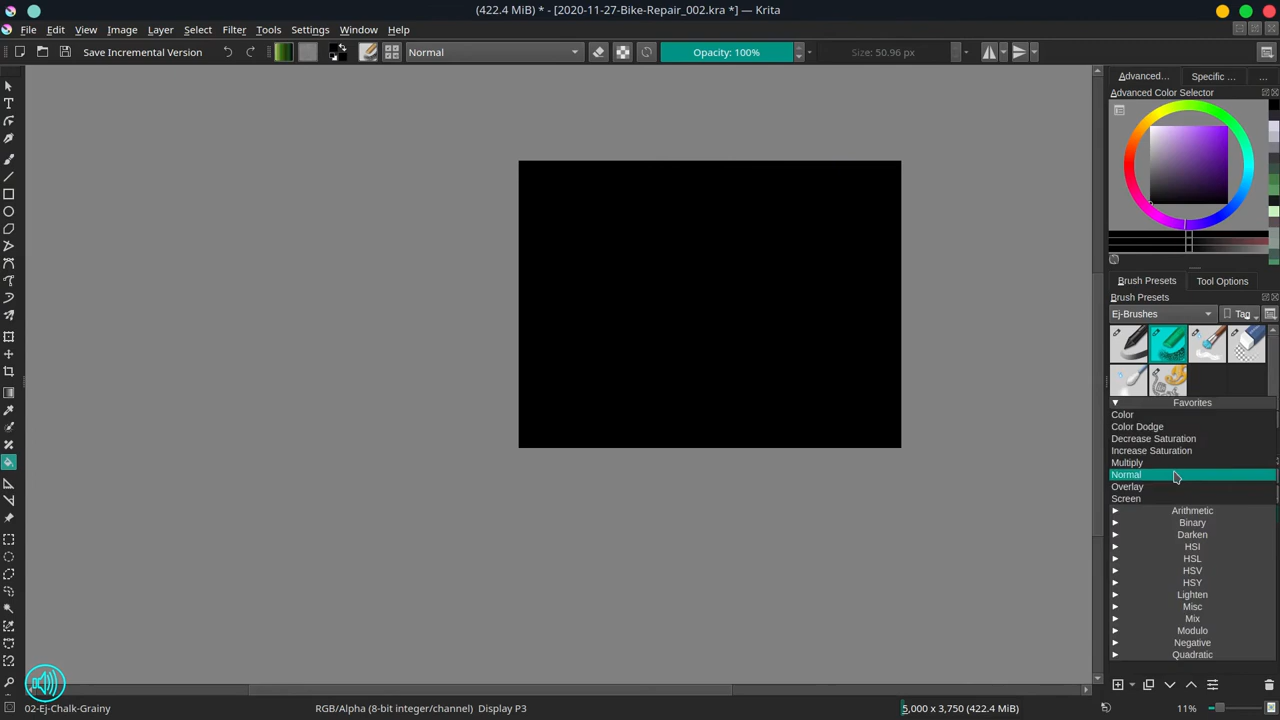 (422.4 MiB) * - [2020-11-27-Bike-Repair_002.kra *] — Krita
File Edit View Image Layer Select Filter Tools Settings Window Help
Save Incremental Version Normal Opacity: 100% Size: 50.96 px
Advanced... Specific ... ...
Advanced Color Selector
Brush Presets Tool Options
Brush Presets
Ej-Brushes Tag
Favorites
Color
Color Dodge
Decrease Saturation
Increase Saturation
Multiply
Normal
Overlay
Screen
Arithmetic
Binary
Darken
HSI
HSL
HSV
HSY
Lighten
Misc
Mix
Modulo
Negative
Quadratic
02-Ej-Chalk-Grainy RGB/Alpha (8-bit integer/channel) Display P3 5,000 x 3,750 (422.4 MiB) 11%